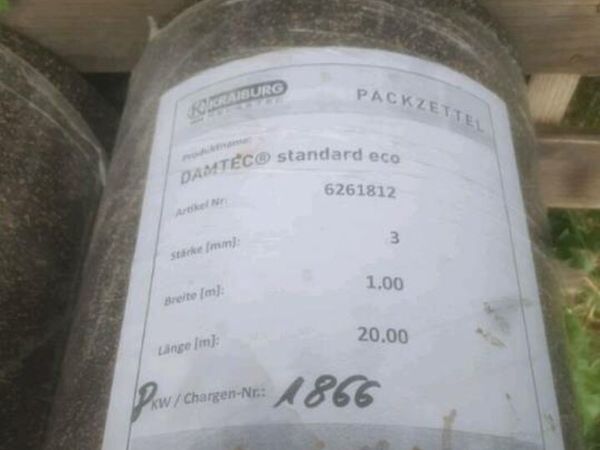 KRAIBURG
PACKZETTEL
Produktname:
DAMTEC® standard eco
Artikel Nr: 6261812
Stärke [mm]: 3
Breite [m]: 1.00
Länge [m]: 20.00
P KW / Chargen-Nr.: 1866